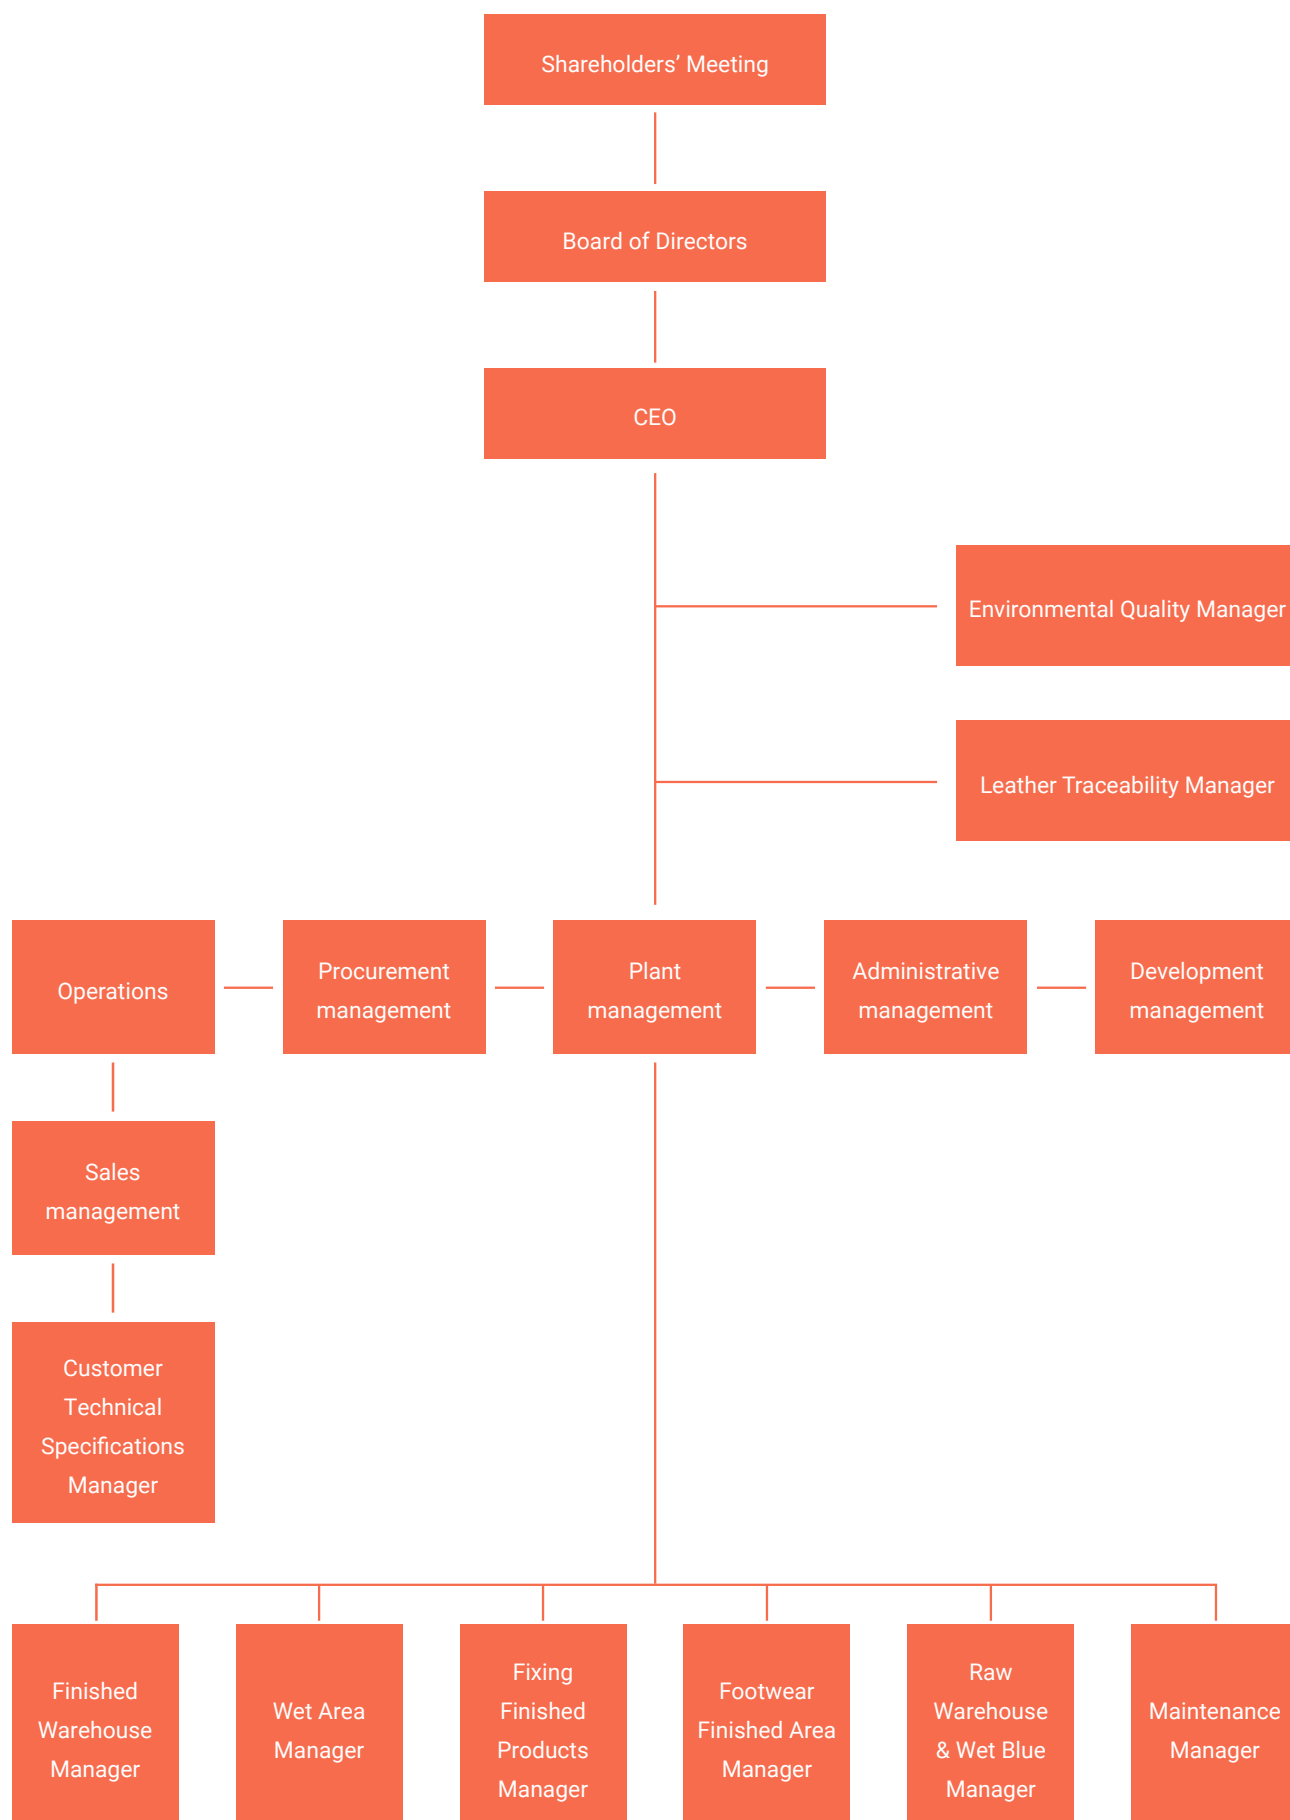 Shareholders’ Meeting
Board of Directors
CEO
Environmental Quality Manager
Leather Traceability Manager
Operations
Procurement
management
Plant
management
Administrative
management
Development
management
Sales
management
Customer
Technical
Specifications
Manager
Finished
Warehouse
Manager
Wet Area
Manager
Fixing
Finished
Products
Manager
Footwear
Finished Area
Manager
Raw
Warehouse
& Wet Blue
Manager
Maintenance
Manager